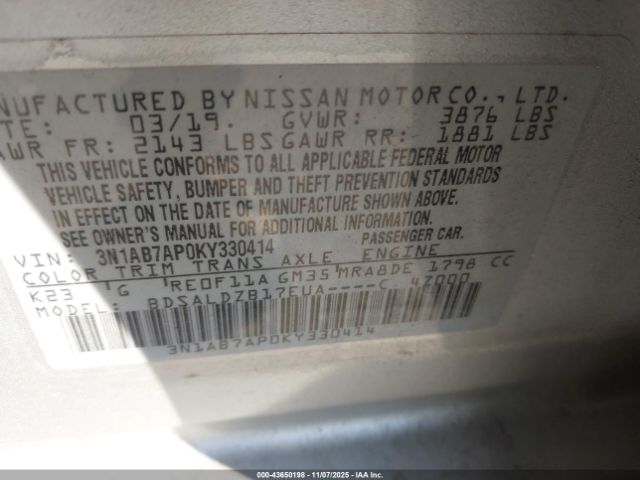 NUFACTURED BY NISSAN MOTOR CO., LTD.
TE: 03/19. GVWR: 3876 LBS
AWR FR: 2143 LBS GAWR RR: 1881 LBS
THIS VEHICLE CONFORMS TO ALL APPLICABLE FEDERAL MOTOR
VEHICLE SAFETY, BUMPER AND THEFT PREVENTION STANDARDS
IN EFFECT ON THE DATE OF MANUFACTURE SHOWN ABOVE.
SEE OWNER'S MANUAL FOR ADDITIONAL INFORMATION.
VIN: 3N1AB7AP0KY330414 PASSENGER CAR.
COLOR TRIM TRANS AXLE ENGINE
K23 G RE0F11A GM35 MRA8DE 1798 CC
MODEL: BDSALDZB17EUA----C 4Z000
3N1AB7AP0KY330414
Stock #: 000-43650198 - 11/07/2025 - IAA Inc.